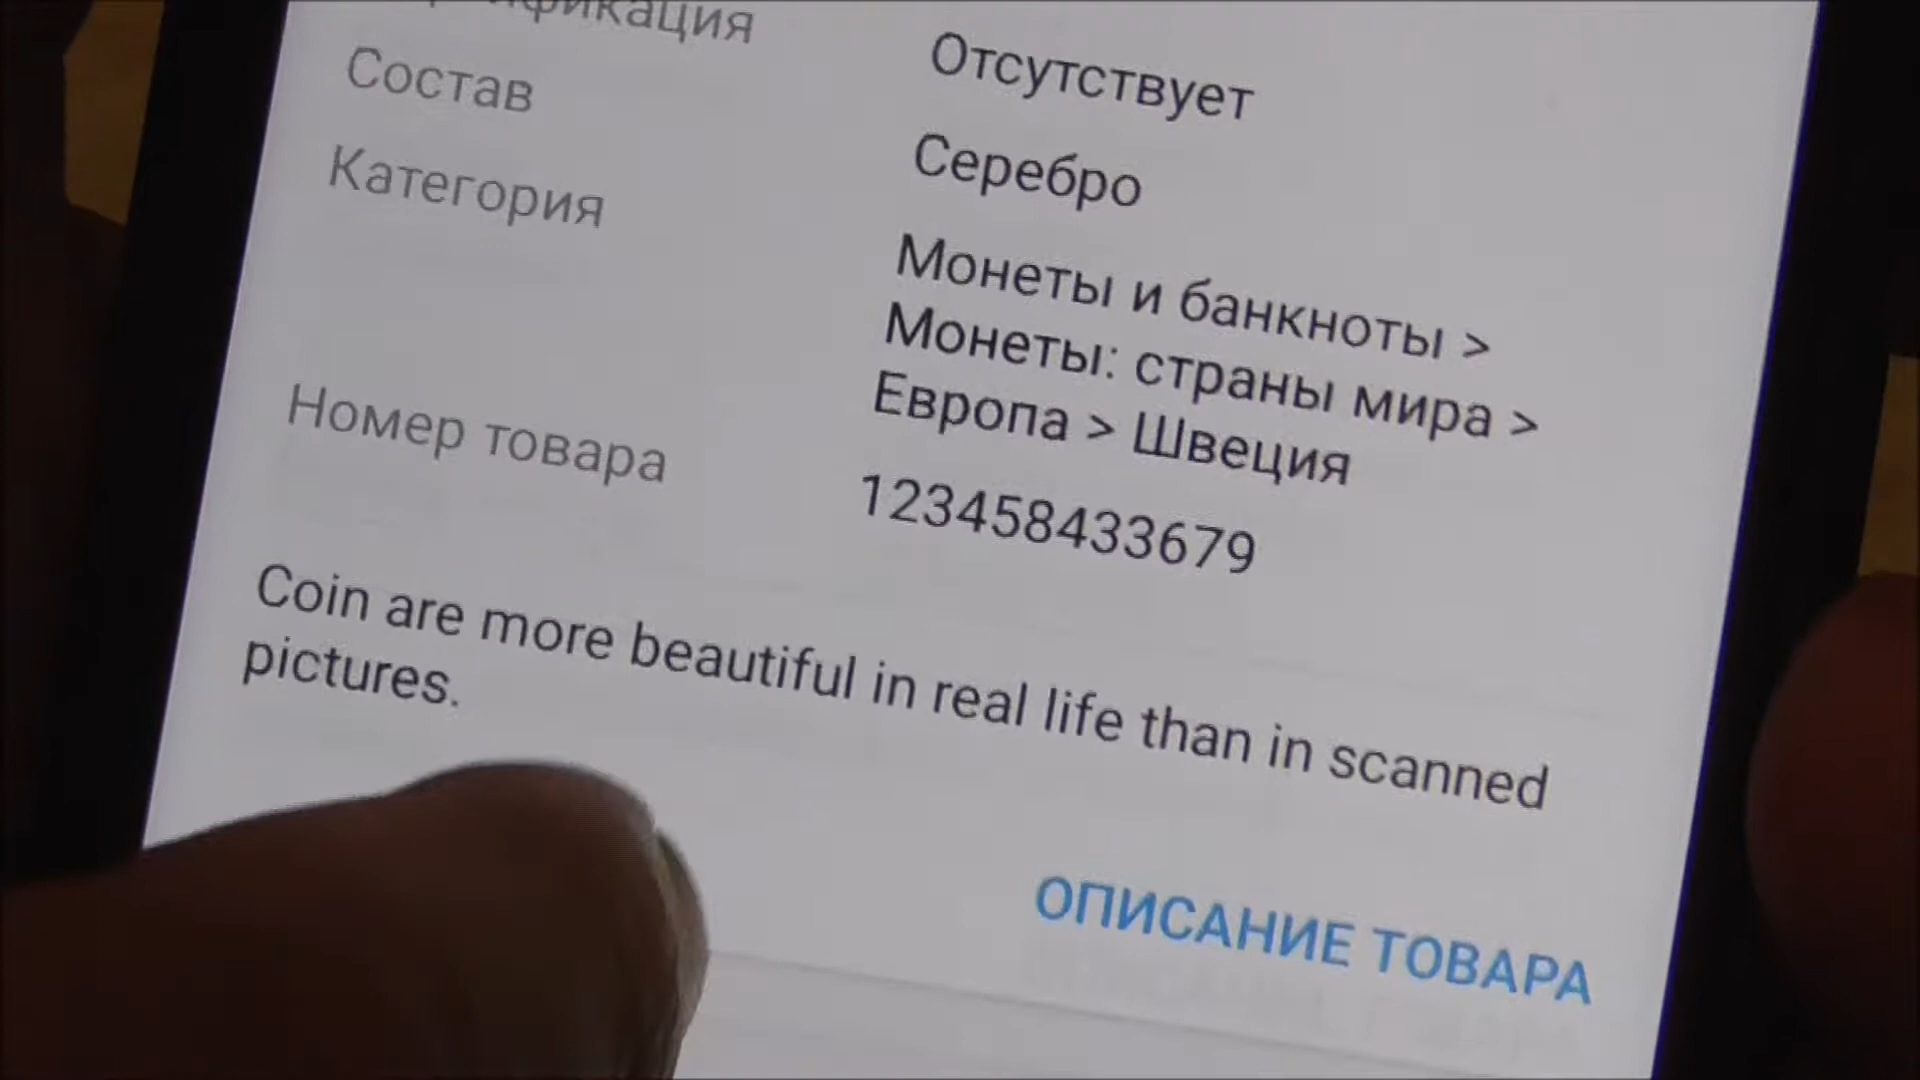 Отсутствует
Состав
Серебро
Категория
Монеты и банкноты >
Монеты: страны мира >
Европа > Швеция
Номер товара
123458433679
Coin are more beautiful in real life than in scanned
pictures.
ОПИСАНИЕ ТОВАРА